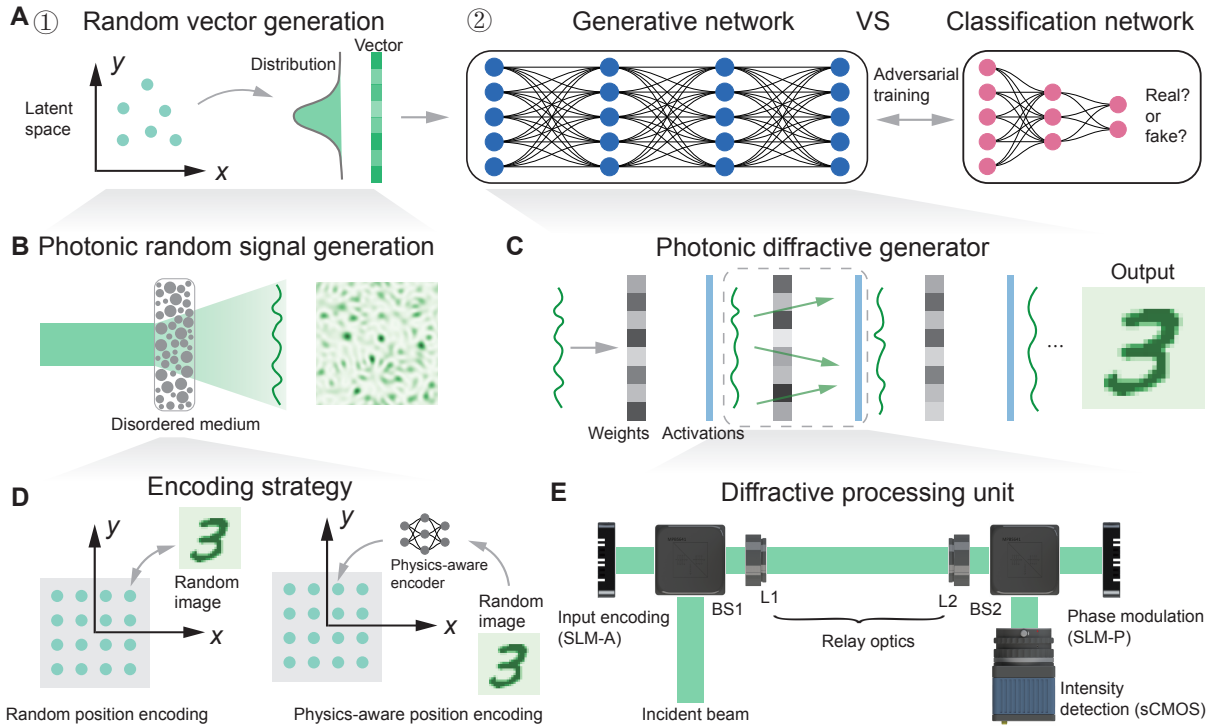 A ① Random vector generation
y
Latent
space
x
Distribution
Vector
② Generative network
VS
Classification network
Adversarial
training
Real?
or
fake?
B Photonic random signal generation
Disordered medium
C Photonic diffractive generator
Weights
Activations
...
Output
D Encoding strategy
y
x
Random
image
Random position encoding
y
x
Physics-aware
encoder
Random
image
Physics-aware position encoding
E Diffractive processing unit
Input encoding
(SLM-A)
BS1
L1
L2
BS2
Relay optics
Phase modulation
(SLM-P)
Incident beam
Intensity
detection (sCMOS)